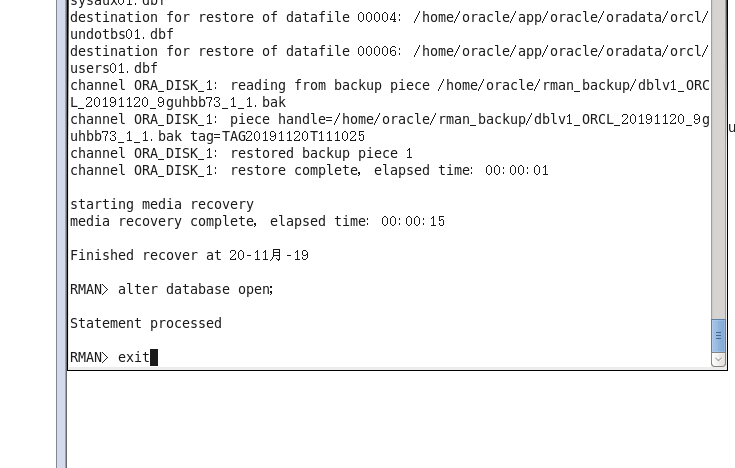 sysaux01.dbf
destination for restore of datafile 00004: /home/oracle/app/oracle/oradata/orcl/
undotbs01.dbf
destination for restore of datafile 00006: /home/oracle/app/oracle/oradata/orcl/
users01.dbf
channel ORA_DISK_1: reading from backup piece /home/oracle/rman_backup/dblv1_ORC
L_20191120_9guhbb73_1_1.bak
channel ORA_DISK_1: piece handle=/home/oracle/rman_backup/dblv1_ORCL_20191120_9g
uhbb73_1_1.bak tag=TAG20191120T111025
channel ORA_DISK_1: restored backup piece 1
channel ORA_DISK_1: restore complete, elapsed time: 00:00:01
starting media recovery
media recovery complete, elapsed time: 00:00:15
Finished recover at 20-11月-19
RMAN> alter database open;
Statement processed
RMAN> exit
u